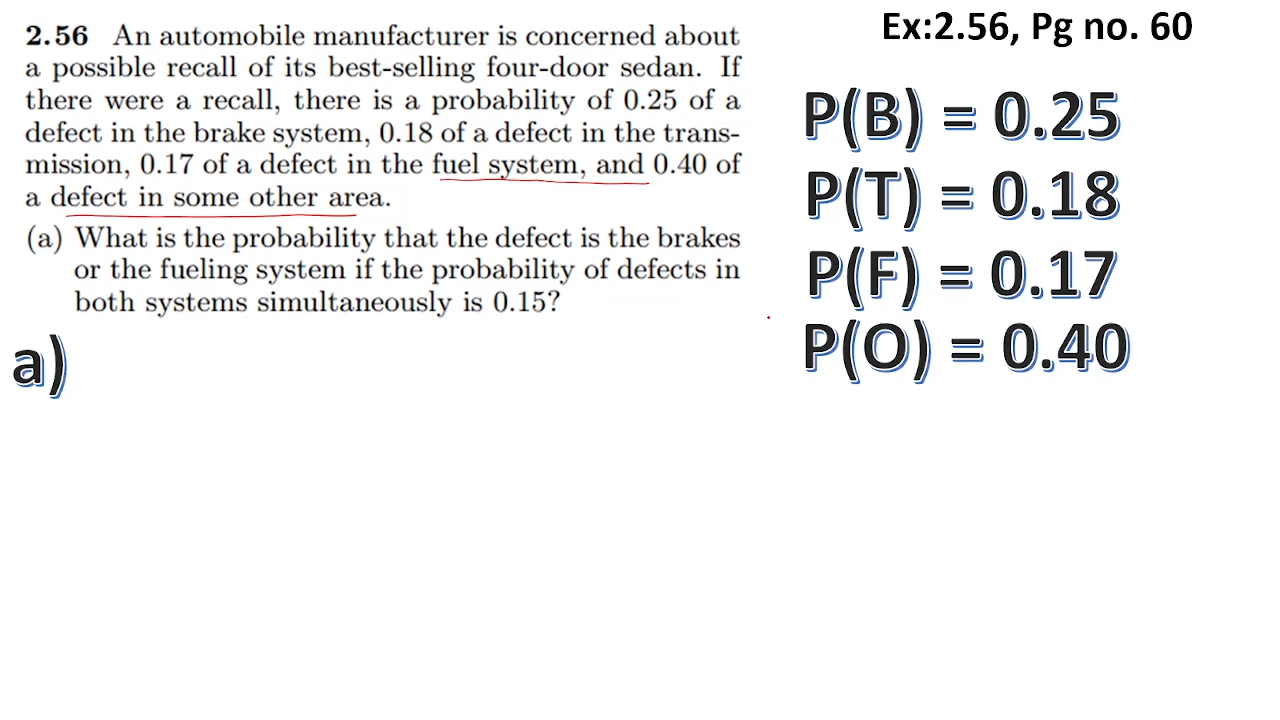 2.56 An automobile manufacturer is concerned about
a possible recall of its best-selling four-door sedan. If
there were a recall, there is a probability of 0.25 of a
defect in the brake system, 0.18 of a defect in the trans-
mission, 0.17 of a defect in the fuel system, and 0.40 of
a defect in some other area.
(a) What is the probability that the defect is the brakes
or the fueling system if the probability of defects in
both systems simultaneously is 0.15?
a)
Ex:2.56, Pg no. 60
P(B) = 0.25
P(T) = 0.18
P(F) = 0.17
P(O) = 0.40